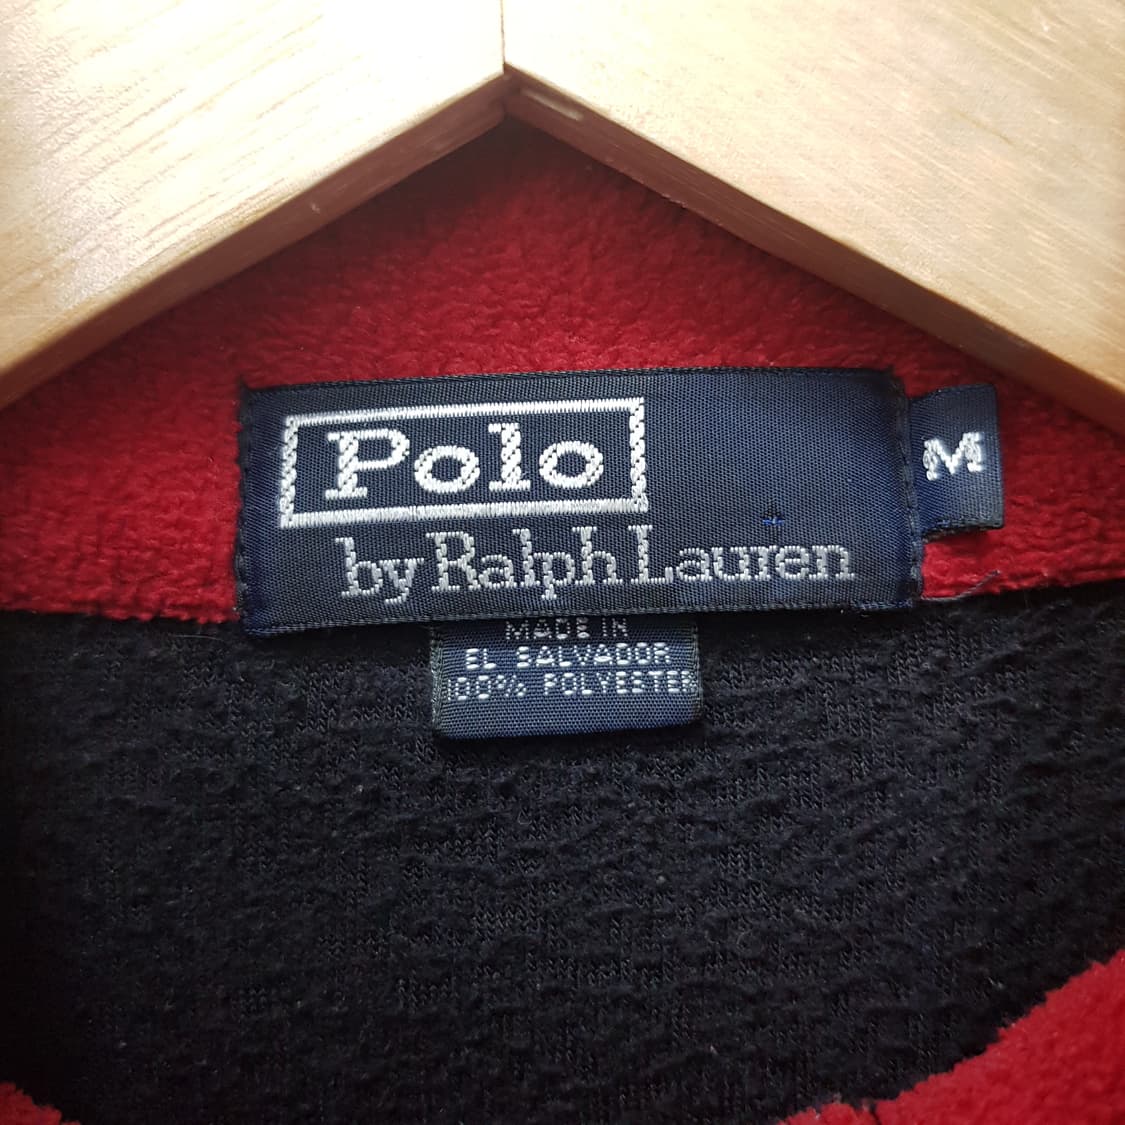 Polo
by Ralph Lauren
M
MADE IN
EL SALVADOR
100% POLYESTER